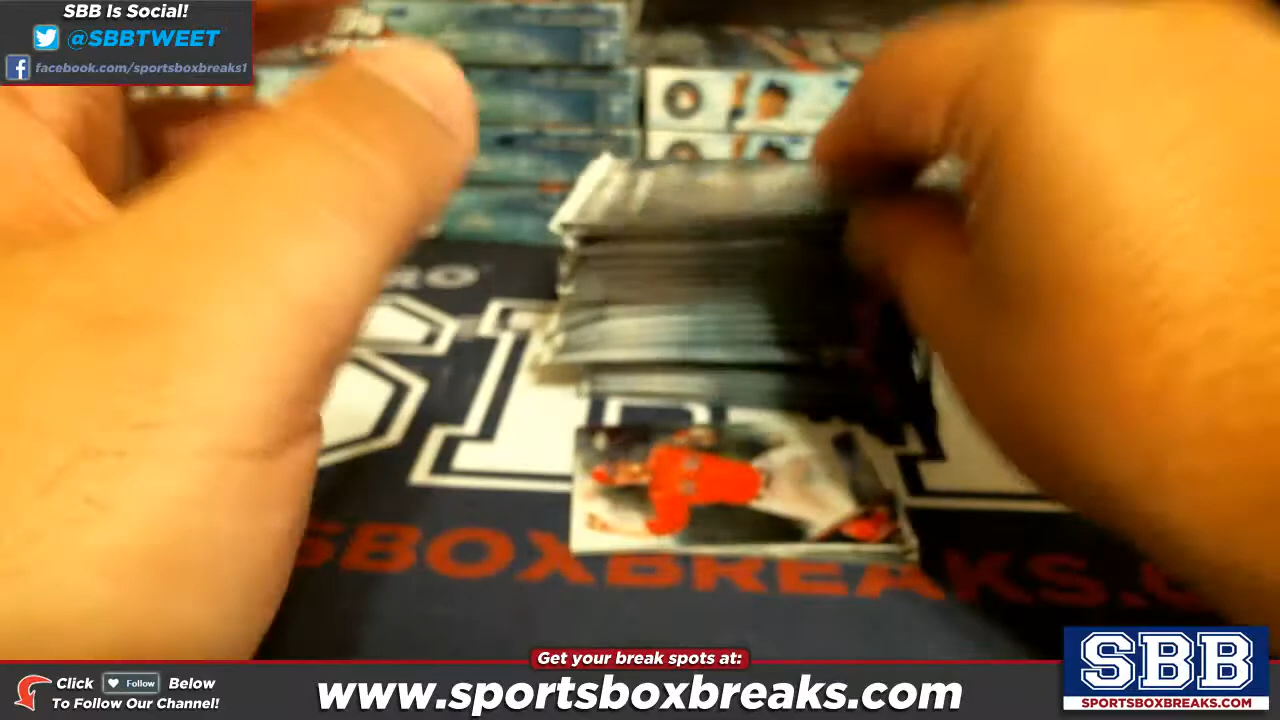 SBB Is Social!
@SBBTWEET
facebook.com/sportsboxbreaks1
SBOXBREAKS.
Get your break spots at:
www.sportsboxbreaks.com
Click Follow Below
To Follow Our Channel!
SBB
SPORTSBOXBREAKS.COM